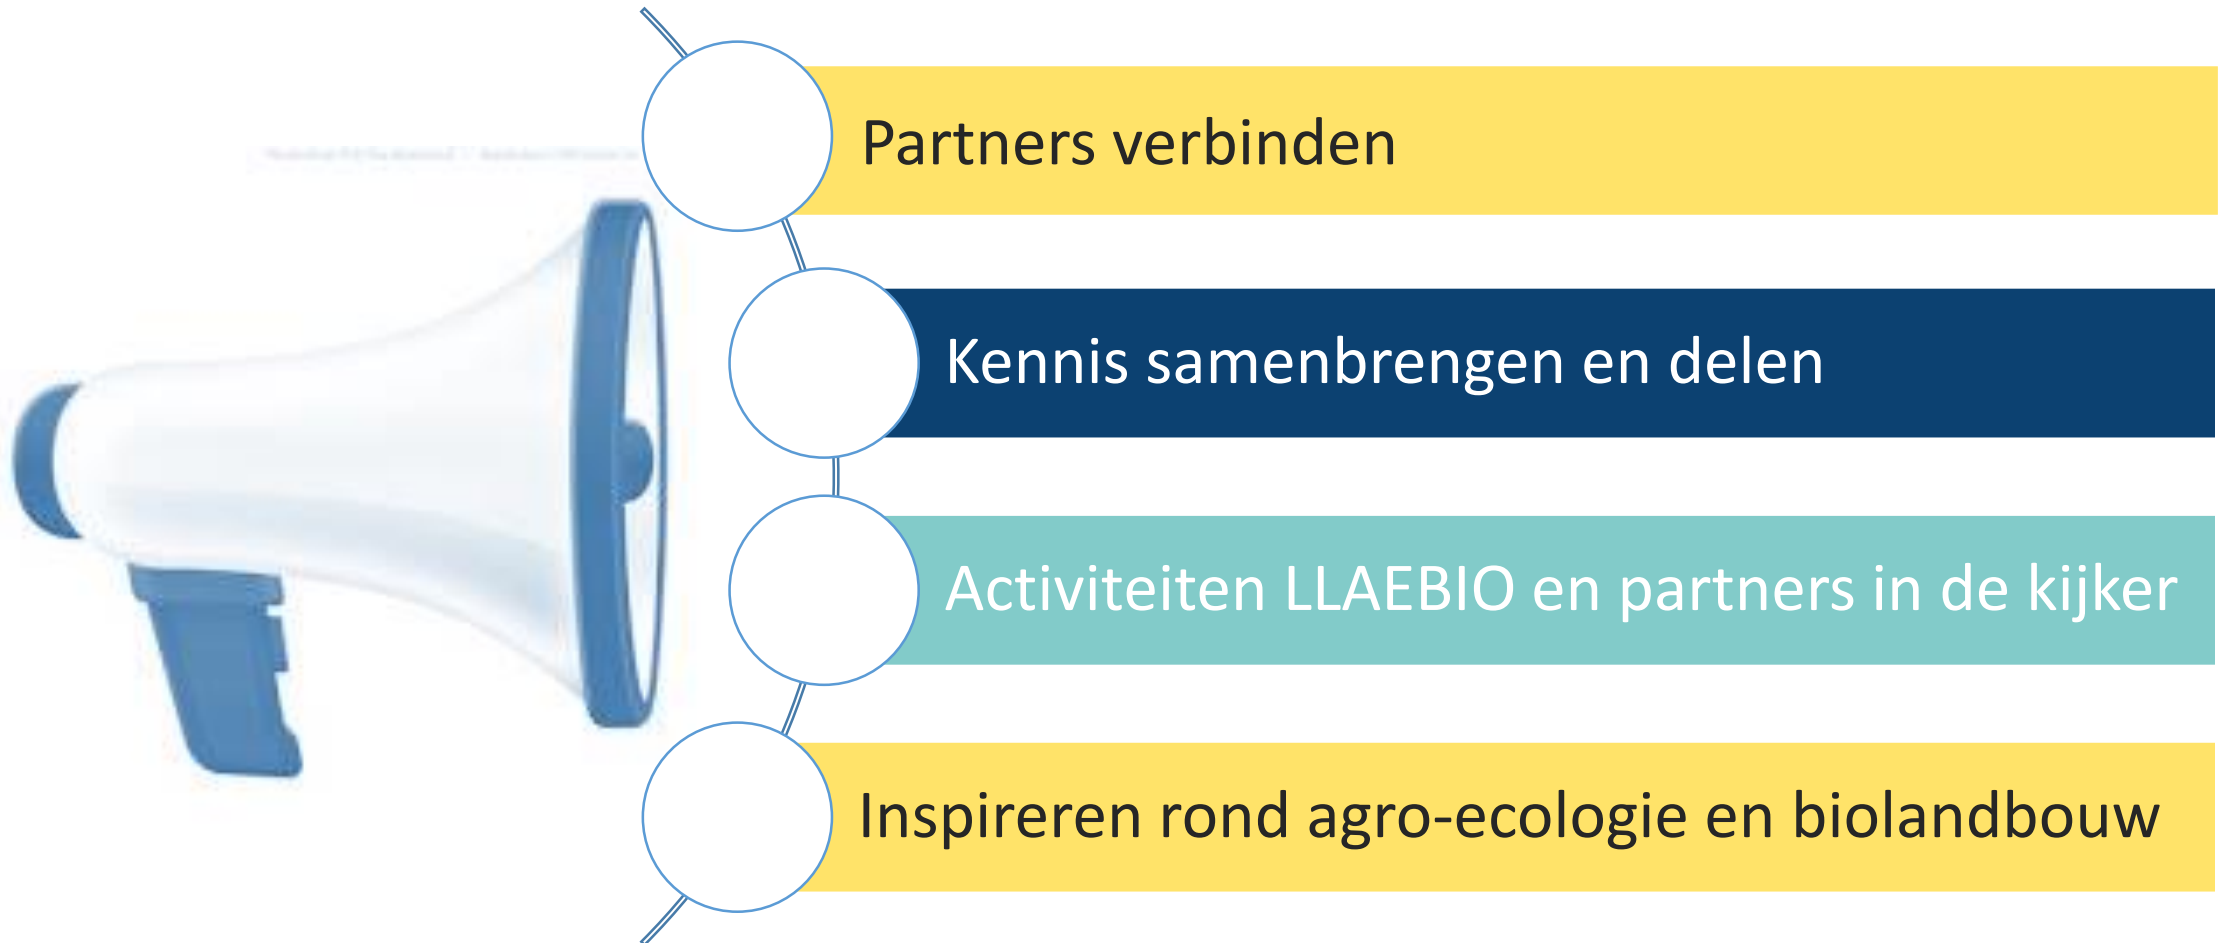 Partners verbinden
Kennis samenbrengen en delen
Activiteiten LLAEBIO en partners in de kijker
Inspireren rond agro-ecologie en biolandbouw